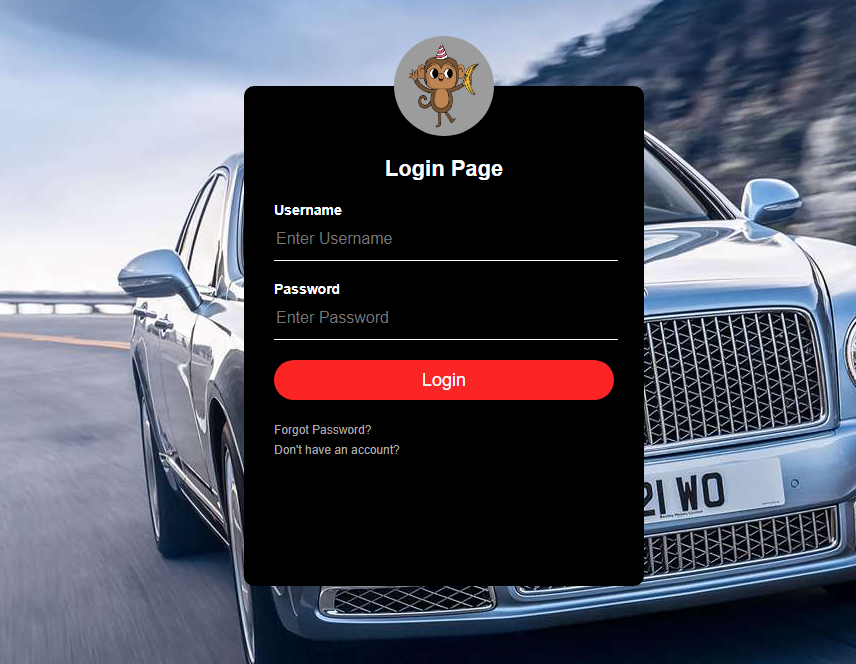 Login Page
Username
Enter Username
Password
Enter Password
Login
Forgot Password?
Don't have an account?
21 WO